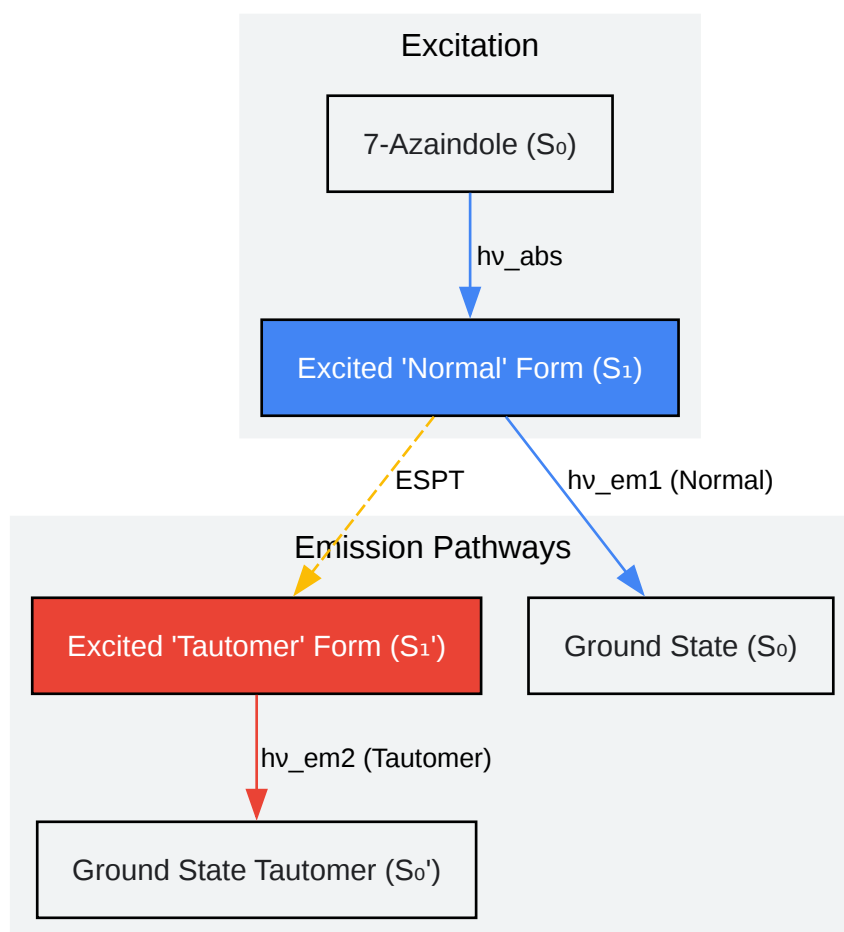 Excitation
7-Azaindole (S₀)
hν_abs
Excited 'Normal' Form (S₁)
ESPT
hν_em1 (Normal)
Emission Pathways
Excited 'Tautomer' Form (S₁')
Ground State (S₀)
hν_em2 (Tautomer)
Ground State Tautomer (S₀')